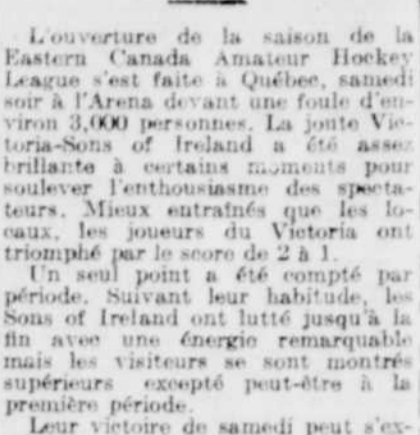 L'ouverture de la saison de la
Eastern Canada Amateur Hockey
League s'est faite à Québec, samedi
soir à l'Arena devant une foule d'en-
viron 3,000 personnes. La joute Vic-
toria-Sons of Ireland a été assez
brillante à certains moments pour
soulever l'enthousiasme des specta-
teurs. Mieux entraînés que les lo-
caux, les joueurs du Victoria ont
triomphé par le score de 2 à 1.
Un seul point a été compté par
période. Suivant leur habitude, les
Sons of Ireland ont lutté jusqu'à la
fin avec une énergie remarquable
mais les visiteurs se sont montrés
supérieurs excepté peut-être à la
première période.
Leur victoire de samedi peut s'ex-